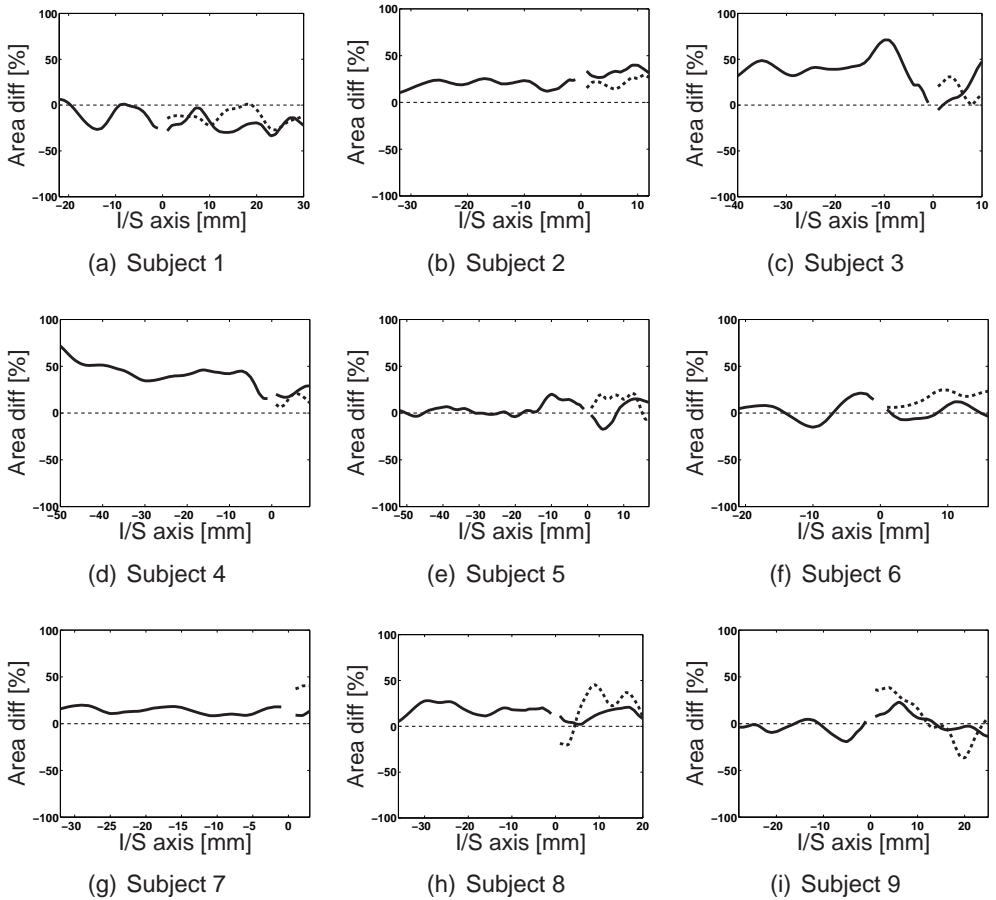 100
50
0
−50
−100
Area diff [%]
−20 −10 0 10 20 30
I/S axis [mm]
(a) Subject 1
100
50
0
−50
−100
Area diff [%]
−30 −20 −10 0 10
I/S axis [mm]
(b) Subject 2
100
50
0
−50
−100
Area diff [%]
−40 −30 −20 −10 0 10
I/S axis [mm]
(c) Subject 3
100
50
0
−50
−100
Area diff [%]
−50 −40 −30 −20 −10 0
I/S axis [mm]
(d) Subject 4
100
50
0
−50
−100
Area diff [%]
−50 −40 −30 −20 −10 0 10
I/S axis [mm]
(e) Subject 5
100
50
0
−50
−100
Area diff [%]
−20 −10 0 10
I/S axis [mm]
(f) Subject 6
100
50
0
−50
−100
Area diff [%]
−30 −25 −20 −15 −10 −5 0
I/S axis [mm]
(g) Subject 7
100
50
0
−50
−100
Area diff [%]
−30 −20 −10 0 10 20
I/S axis [mm]
(h) Subject 8
100
50
0
−50
−100
Area diff [%]
−20 −10 0 10 20
I/S axis [mm]
(i) Subject 9